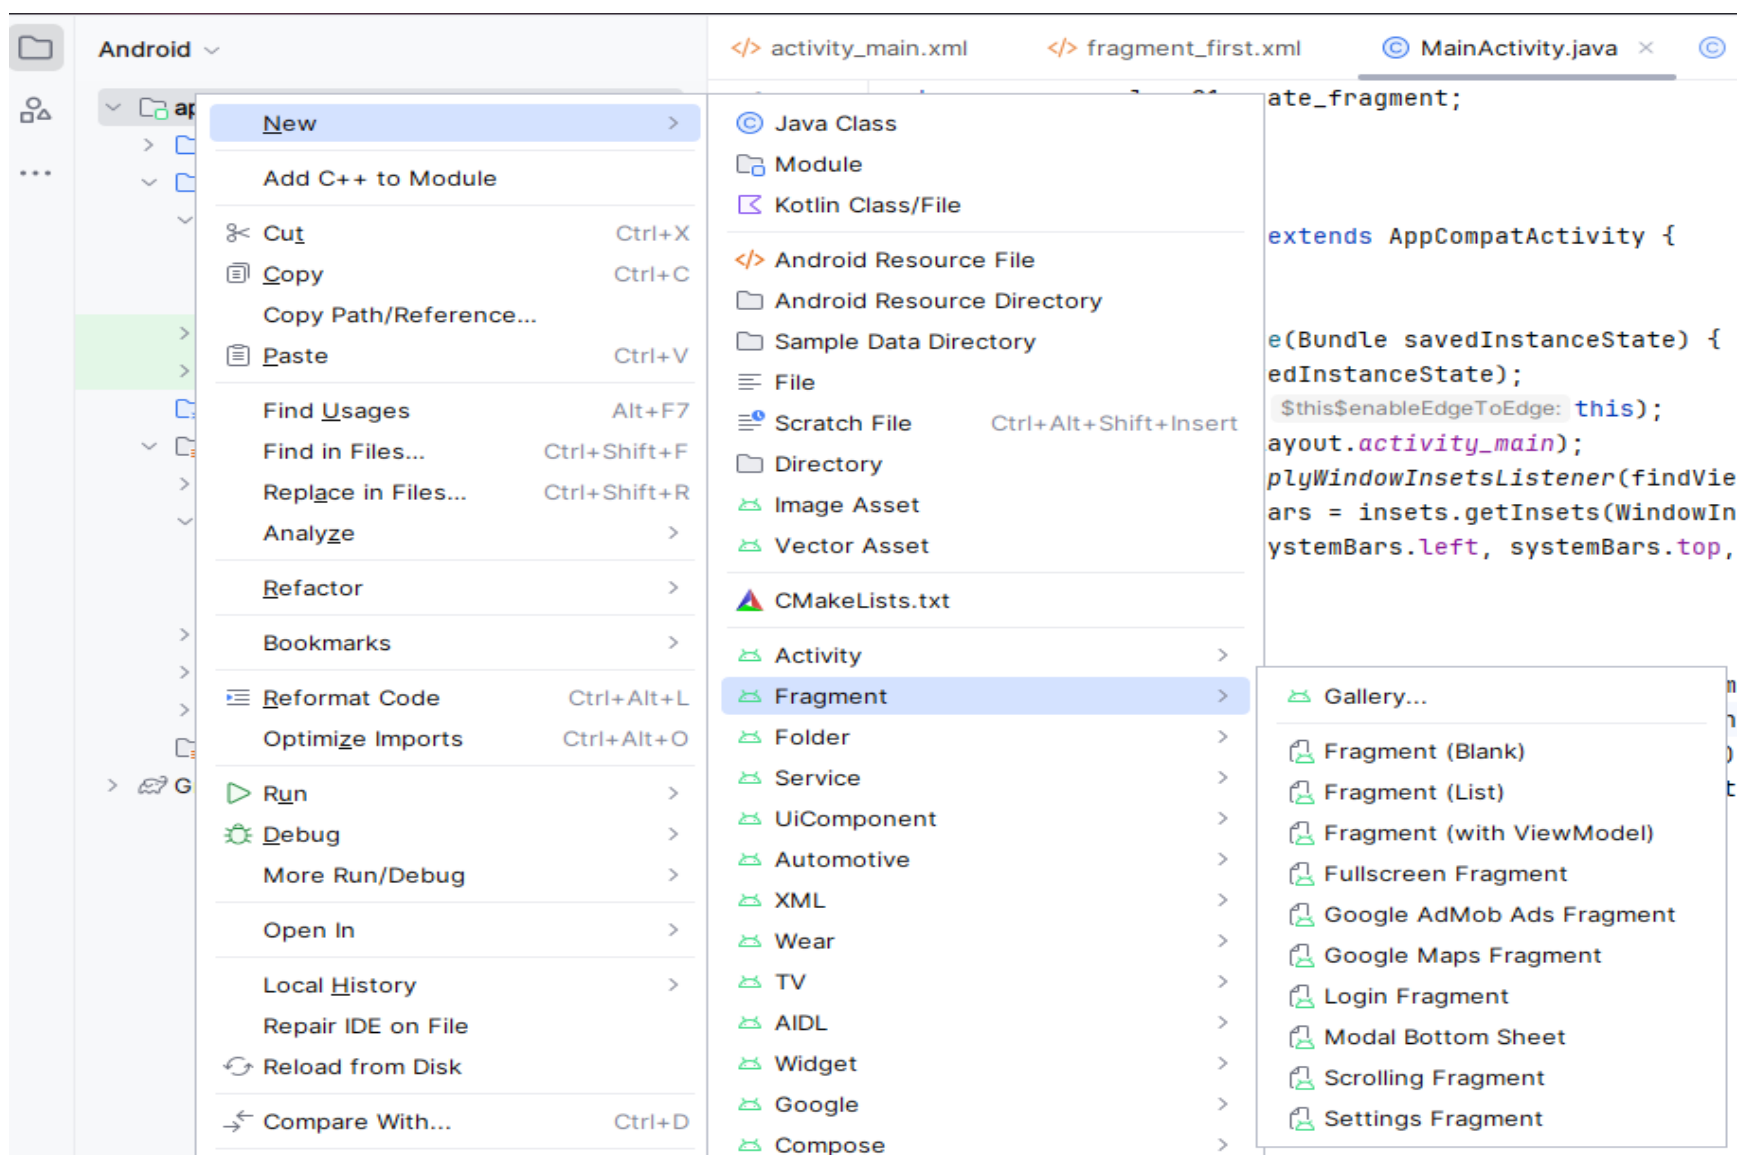 Android
activity_main.xml
fragment_first.xml
MainActivity.java
New
Add C++ to Module
Cut Ctrl+X
Copy Ctrl+C
Copy Path/Reference...
Paste Ctrl+V
Find Usages Alt+F7
Find in Files... Ctrl+Shift+F
Replace in Files... Ctrl+Shift+R
Analyze
Refactor
Bookmarks
Reformat Code Ctrl+Alt+L
Optimize Imports Ctrl+Alt+O
Run
Debug
More Run/Debug
Open In
Local History
Repair IDE on File
Reload from Disk
Compare With... Ctrl+D
Java Class
Module
Kotlin Class/File
Android Resource File
Android Resource Directory
Sample Data Directory
File
Scratch File Ctrl+Alt+Shift+Insert
Directory
Image Asset
Vector Asset
CMakeLists.txt
Activity
Fragment
Folder
Service
UiComponent
Automotive
XML
Wear
TV
AIDL
Widget
Google
Compose
Gallery...
Fragment (Blank)
Fragment (List)
Fragment (with ViewModel)
Fullscreen Fragment
Google AdMob Ads Fragment
Google Maps Fragment
Login Fragment
Modal Bottom Sheet
Scrolling Fragment
Settings Fragment
ate_fragment;
extends AppCompatActivity {
e(Bundle savedInstanceState) {
edInstanceState);
$this$enableEdgeToEdge: this);
ayout.activity_main);
plyWindowInsetsListener(findVie
ars = insets.getInsets(WindowIn
ystemBars.left, systemBars.top,